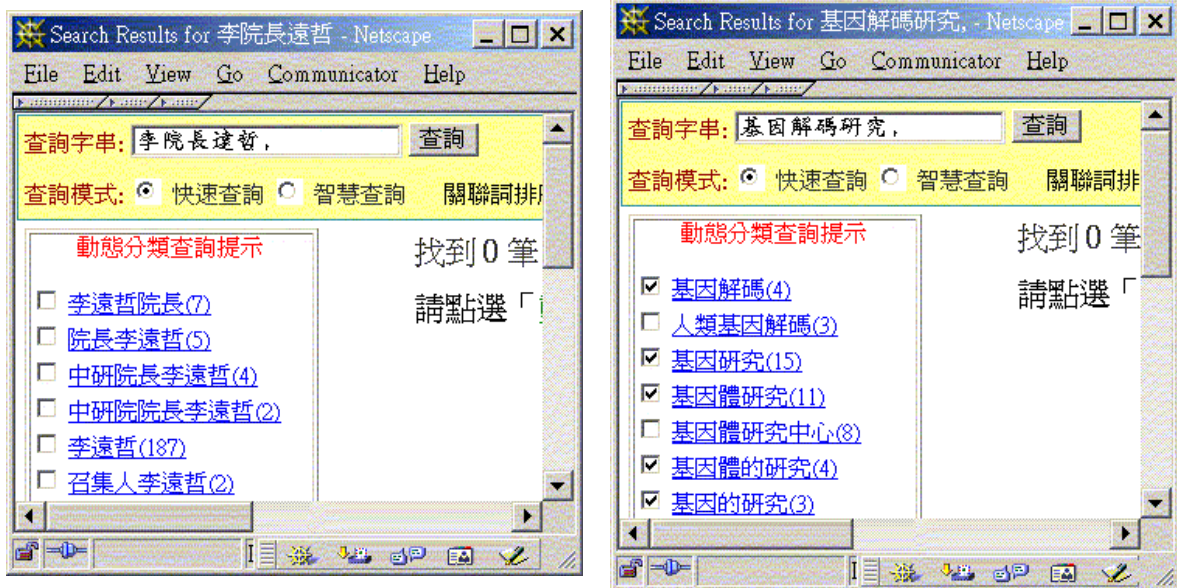 Search Results for 李院長遠哲 - Netscape
File Edit View Go Communicator Help
查詢字串: 李院長遠哲, 查詢
查詢模式: 快速查詢 智慧查詢 關聯詞排
動態分類查詢提示
找到 0 筆
請點選「
李遠哲院長(7)
院長李遠哲(5)
中研院長李遠哲(4)
中研院院長李遠哲(2)
李遠哲(187)
召集人李遠哲(2)
Search Results for 基因解碼研究, - Netscape
File Edit View Go Communicator Help
查詢字串: 基因解碼研究, 查詢
查詢模式: 快速查詢 智慧查詢 關聯詞排
動態分類查詢提示
找到 0 筆
請點選「
基因解碼(4)
人類基因解碼(3)
基因研究(15)
基因體研究(11)
基因體研究中心(8)
基因體的研究(4)
基因的研究(3)